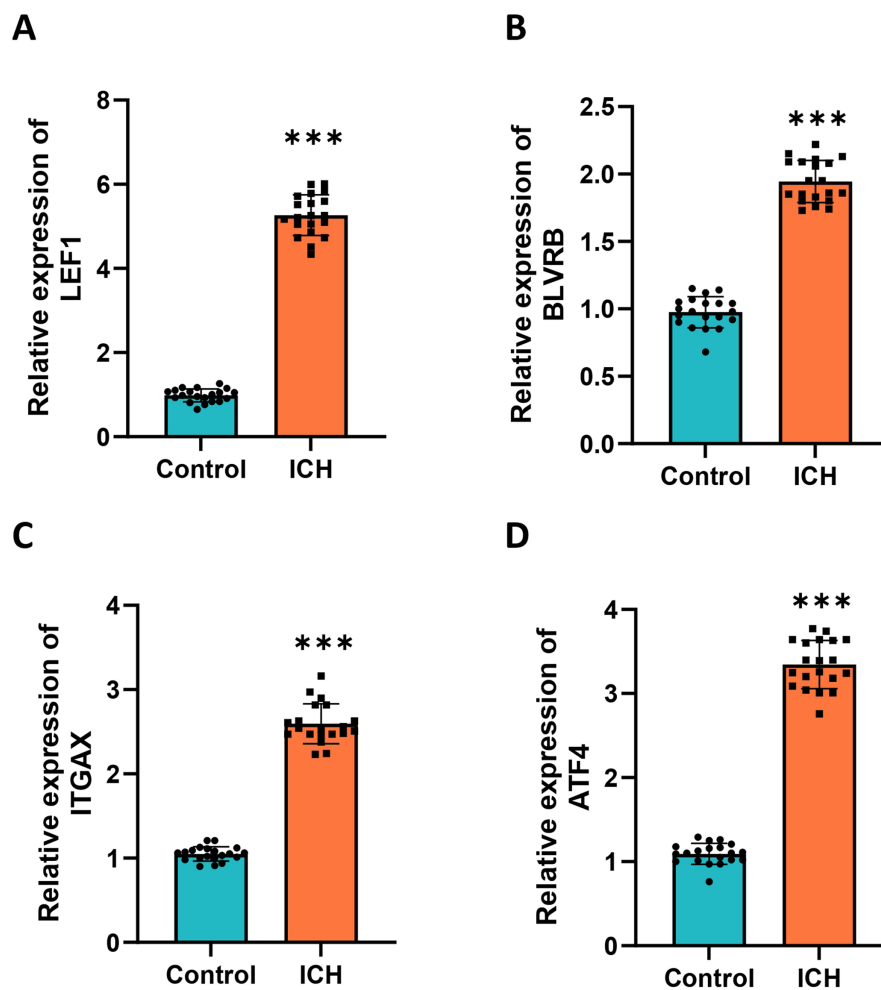 A
Relative expression of
LEF1
8
6
4
2
0
***
Control
ICH
B
Relative expression of
BLVRB
2.5
2.0
1.5
1.0
0.5
0.0
***
Control
ICH
C
Relative expression of
ITGAX
4
3
2
1
0
***
Control
ICH
D
Relative expression of
ATF4
4
3
2
1
0
***
Control
ICH